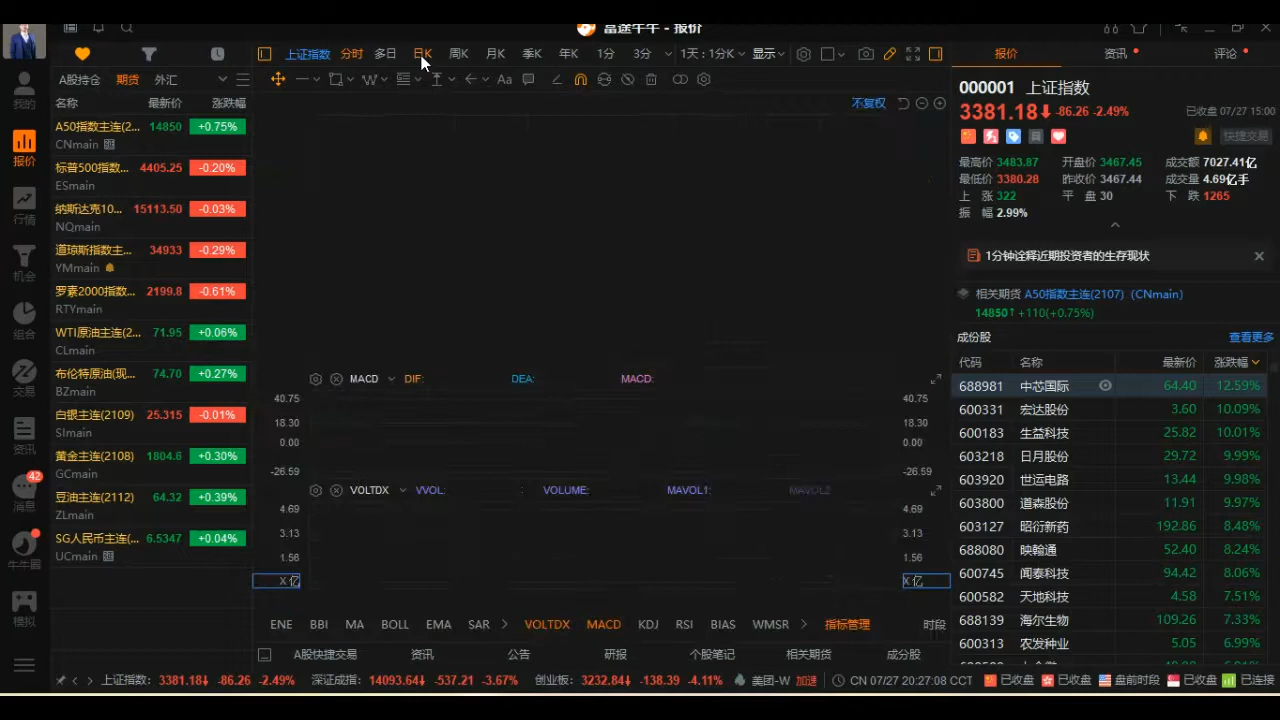 富途牛牛 - 报价
上证指数 分时 多日 日K 周K 月K 季K 年K 1分 3分 1天：1分K 显示
报价 资讯 评论
Aa
A股持仓 期货 外汇
名称 最新价 涨跌幅
A50指数主连(2... 14850 +0.75%
CNmain
标普500指数... 4405.25 -0.20%
ESmain
纳斯达克10... 15113.50 -0.03%
NQmain
道琼斯指数主... 34933 -0.29%
YMmain
罗素2000指数... 2199.8 -0.61%
RTYmain
WTI原油主连(2... 71.95 +0.06%
CLmain
布伦特原油(现... 74.70 +0.27%
BZmain
白银主连(2109) 25.315 -0.01%
SImain
黄金主连(2108) 1804.6 +0.30%
GCmain
豆油主连(2112) 64.32 +0.39%
ZLmain
SG人民币主连(... 6.5347 +0.04%
UCmain
我的
报价
行情
机会
组合
交易
资讯
42
消息
牛牛圈
模拟
不复权
MACD DIF: DEA: MACD:
40.75 40.75
18.30 18.30
0.00 0.00
-26.59 -26.59
VOLTDX VVOL: : VOLUME: MAVOL1: MAVOL2
4.69 4.69
3.13 3.13
1.56 1.56
X 亿 X 亿
ENE BBI MA BOLL EMA SAR VOLTDX MACD KDJ RSI BIAS WMSR 指标管理 时段
A股快捷交易 资讯 公告 研报 个股笔记 相关期货 成分股
000001 上证指数
3381.18 -86.26 -2.49% 已收盘 07/27 15:00
快捷交易
最高价 3483.87 开盘价 3467.45 成交额 7027.41亿
最低价 3380.28 昨收价 3467.44 成交量 4.69亿手
上 涨 322 平 盘 30 下 跌 1265
振 幅 2.99%
1分钟诠释近期投资者的生存现状
相关期货 A50指数主连(2107) (CNmain)
14850↑ +110(+0.75%)
成份股 查看更多
代码 名称 最新价 涨跌幅
688981 中芯国际 64.40 12.59%
600331 宏达股份 3.60 10.09%
600183 生益科技 25.82 10.01%
603218 日月股份 29.72 9.99%
603920 世运电路 13.44 9.98%
603800 道森股份 11.91 9.97%
603127 昭衍新药 192.86 8.48%
688080 映翰通 52.40 8.24%
600745 闻泰科技 94.42 8.06%
600582 天地科技 4.58 7.51%
688139 海尔生物 109.26 7.33%
600313 农发种业 5.05 6.99%
上证指数: 3381.18↓ -86.26 -2.49% 深证成指: 14093.64↓ -537.21 -3.67% 创业板: 3232.84↓ -138.39 -4.11% 美团-W 加速 CN 07/27 20:27:08 CCT 已收盘 已收盘 盘前时段 已收盘 已连接